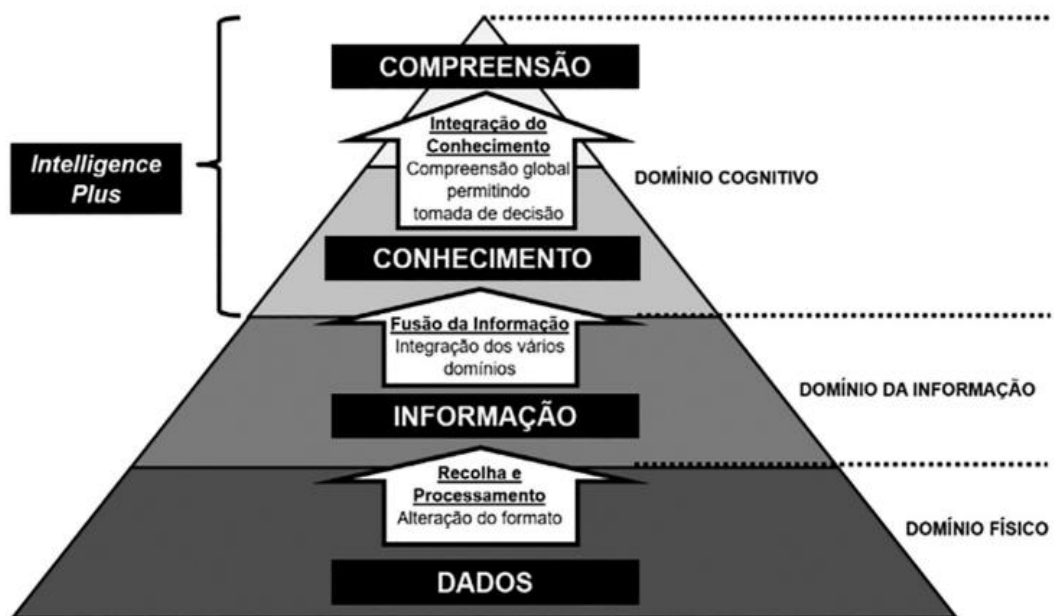 COMPREENSÃO
Integração do
Conhecimento
Compreensão global
permitindo
tomada de decisão
Intelligence
Plus
DOMÍNIO COGNITIVO
CONHECIMENTO
Fusão da Informação
Integração dos vários
domínios
DOMÍNIO DA INFORMAÇÃO
INFORMAÇÃO
Recolha e
Processamento
Alteração do formato
DOMÍNIO FÍSICO
DADOS